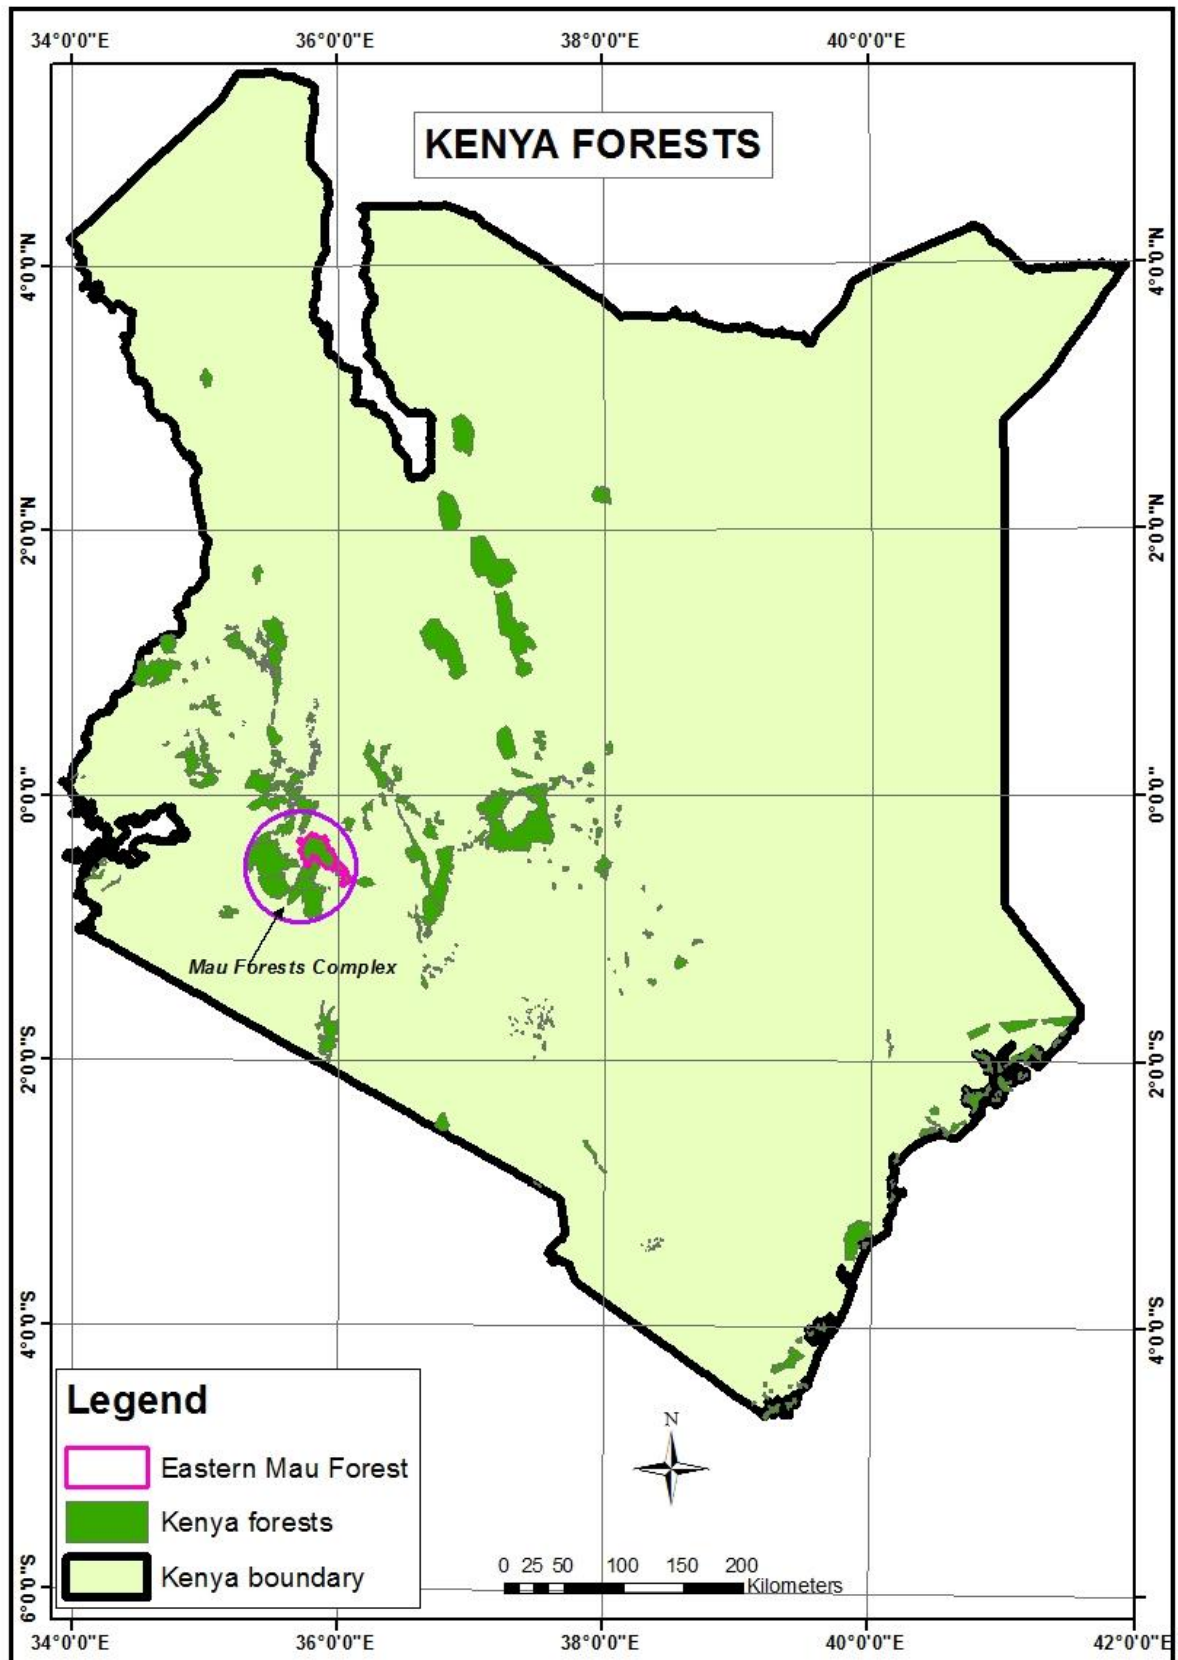 34°0'0"E 36°0'0"E 38°0'0"E 40°0'0"E
KENYA FORESTS
4°0'0"N 4°0'0"N
2°0'0"N 2°0'0"N
0°0'0" 0°0'0"
Mau Forests Complex
2°0'0"S 2°0'0"S
4°0'0"S 4°0'0"S
Legend
Eastern Mau Forest
Kenya forests
Kenya boundary
N
0 25 50 100 150 200
Kilometers
6°0'0"S
34°0'0"E 36°0'0"E 38°0'0"E 40°0'0"E 42°0'0"E